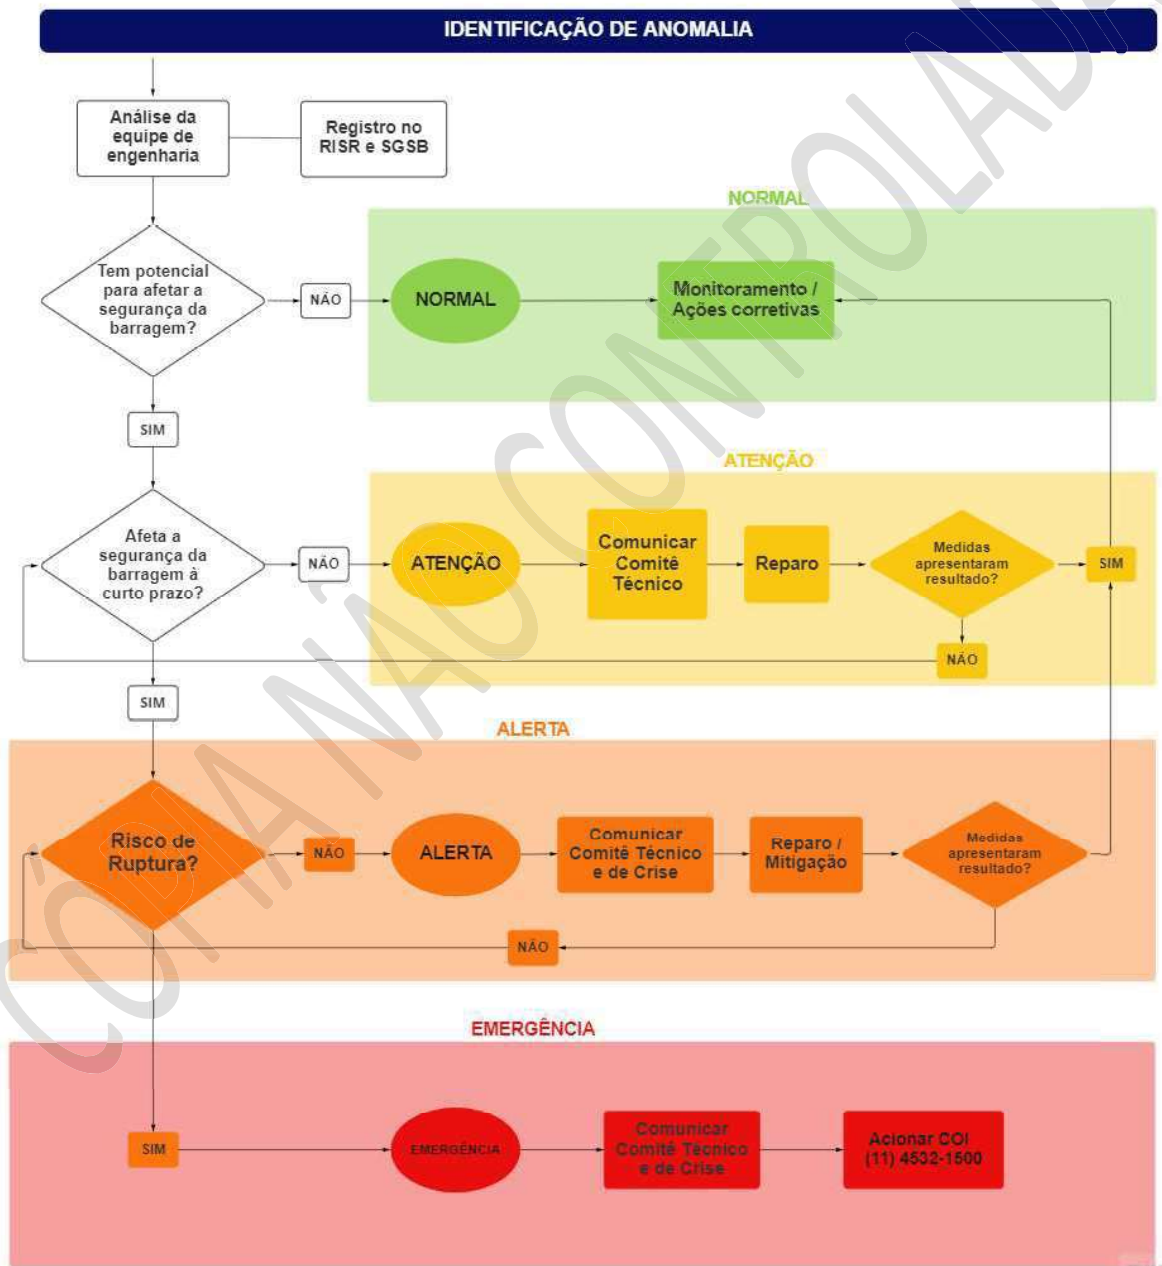 IDENTIFICAÇÃO DE ANOMALIA
Análise da
equipe de
engenharia
Registro no
RISR e SGSB
NORMAL
Tem potencial
para afetar a
segurança da
barragem?
NÃO
NORMAL
Monitoramento /
Ações corretivas
SIM
ATENÇÃO
Afeta a
segurança da
barragem à
curto prazo?
NÃO
ATENÇÃO
Comunicar
Comitê
Técnico
Reparo
Medidas
apresentaram
resultado?
SIM
NÃO
SIM
ALERTA
Risco de
Ruptura?
NÃO
ALERTA
Comunicar
Comitê Técnico
e de Crise
Reparo /
Mitigação
Medidas
apresentaram
resultado?
NÃO
EMERGÊNCIA
SIM
EMERGÊNCIA
Comunicar
Comitê Técnico
e de Crise
Acionar COI
(11) 4532-1500
CÓPIA NÃO CONTROLADA